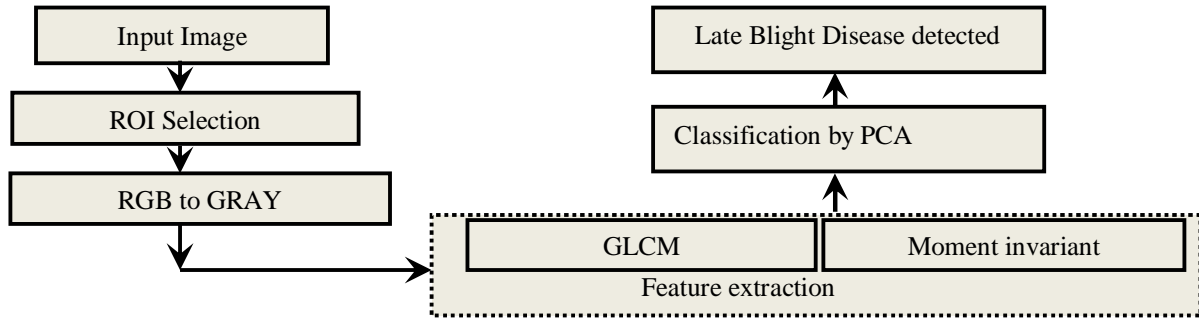 Input Image
ROI Selection
RGB to GRAY
GLCM
Moment invariant
Feature extraction
Classification by PCA
Late Blight Disease detected